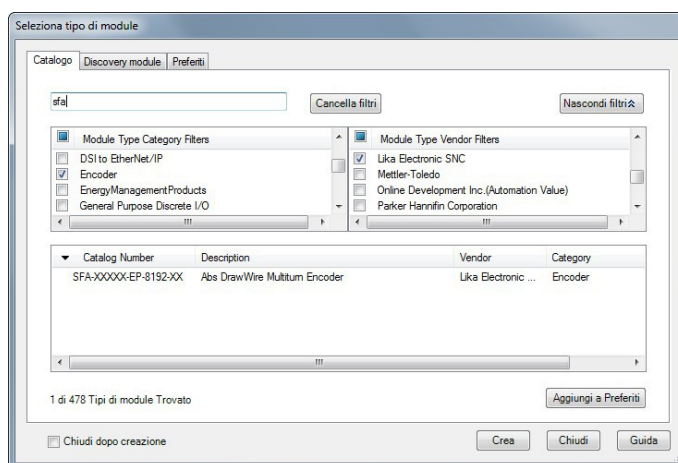 Seleziona tipo di module
Catalogo Discovery module Preferiti
sfa Cancella filtri Nascondi filtri
Module Type Category Filters Module Type Vendor Filters
DSI to EtherNet/IP Lika Electronic SNC
Encoder Mettler-Toledo
EnergyManagementProducts Online Development Inc.(Automation Value)
General Purpose Discrete I/O Parker Hannifin Corporation
Catalog Number Description Vendor Category
SFA-XXXXX-EP-8192-XX Abs DrawWire Multiturn Encoder Lika Electronic ... Encoder
1 di 478 Tipi di module Trovato Aggiungi a Preferiti
Chiudi dopo creazione Crea Chiudi Guida